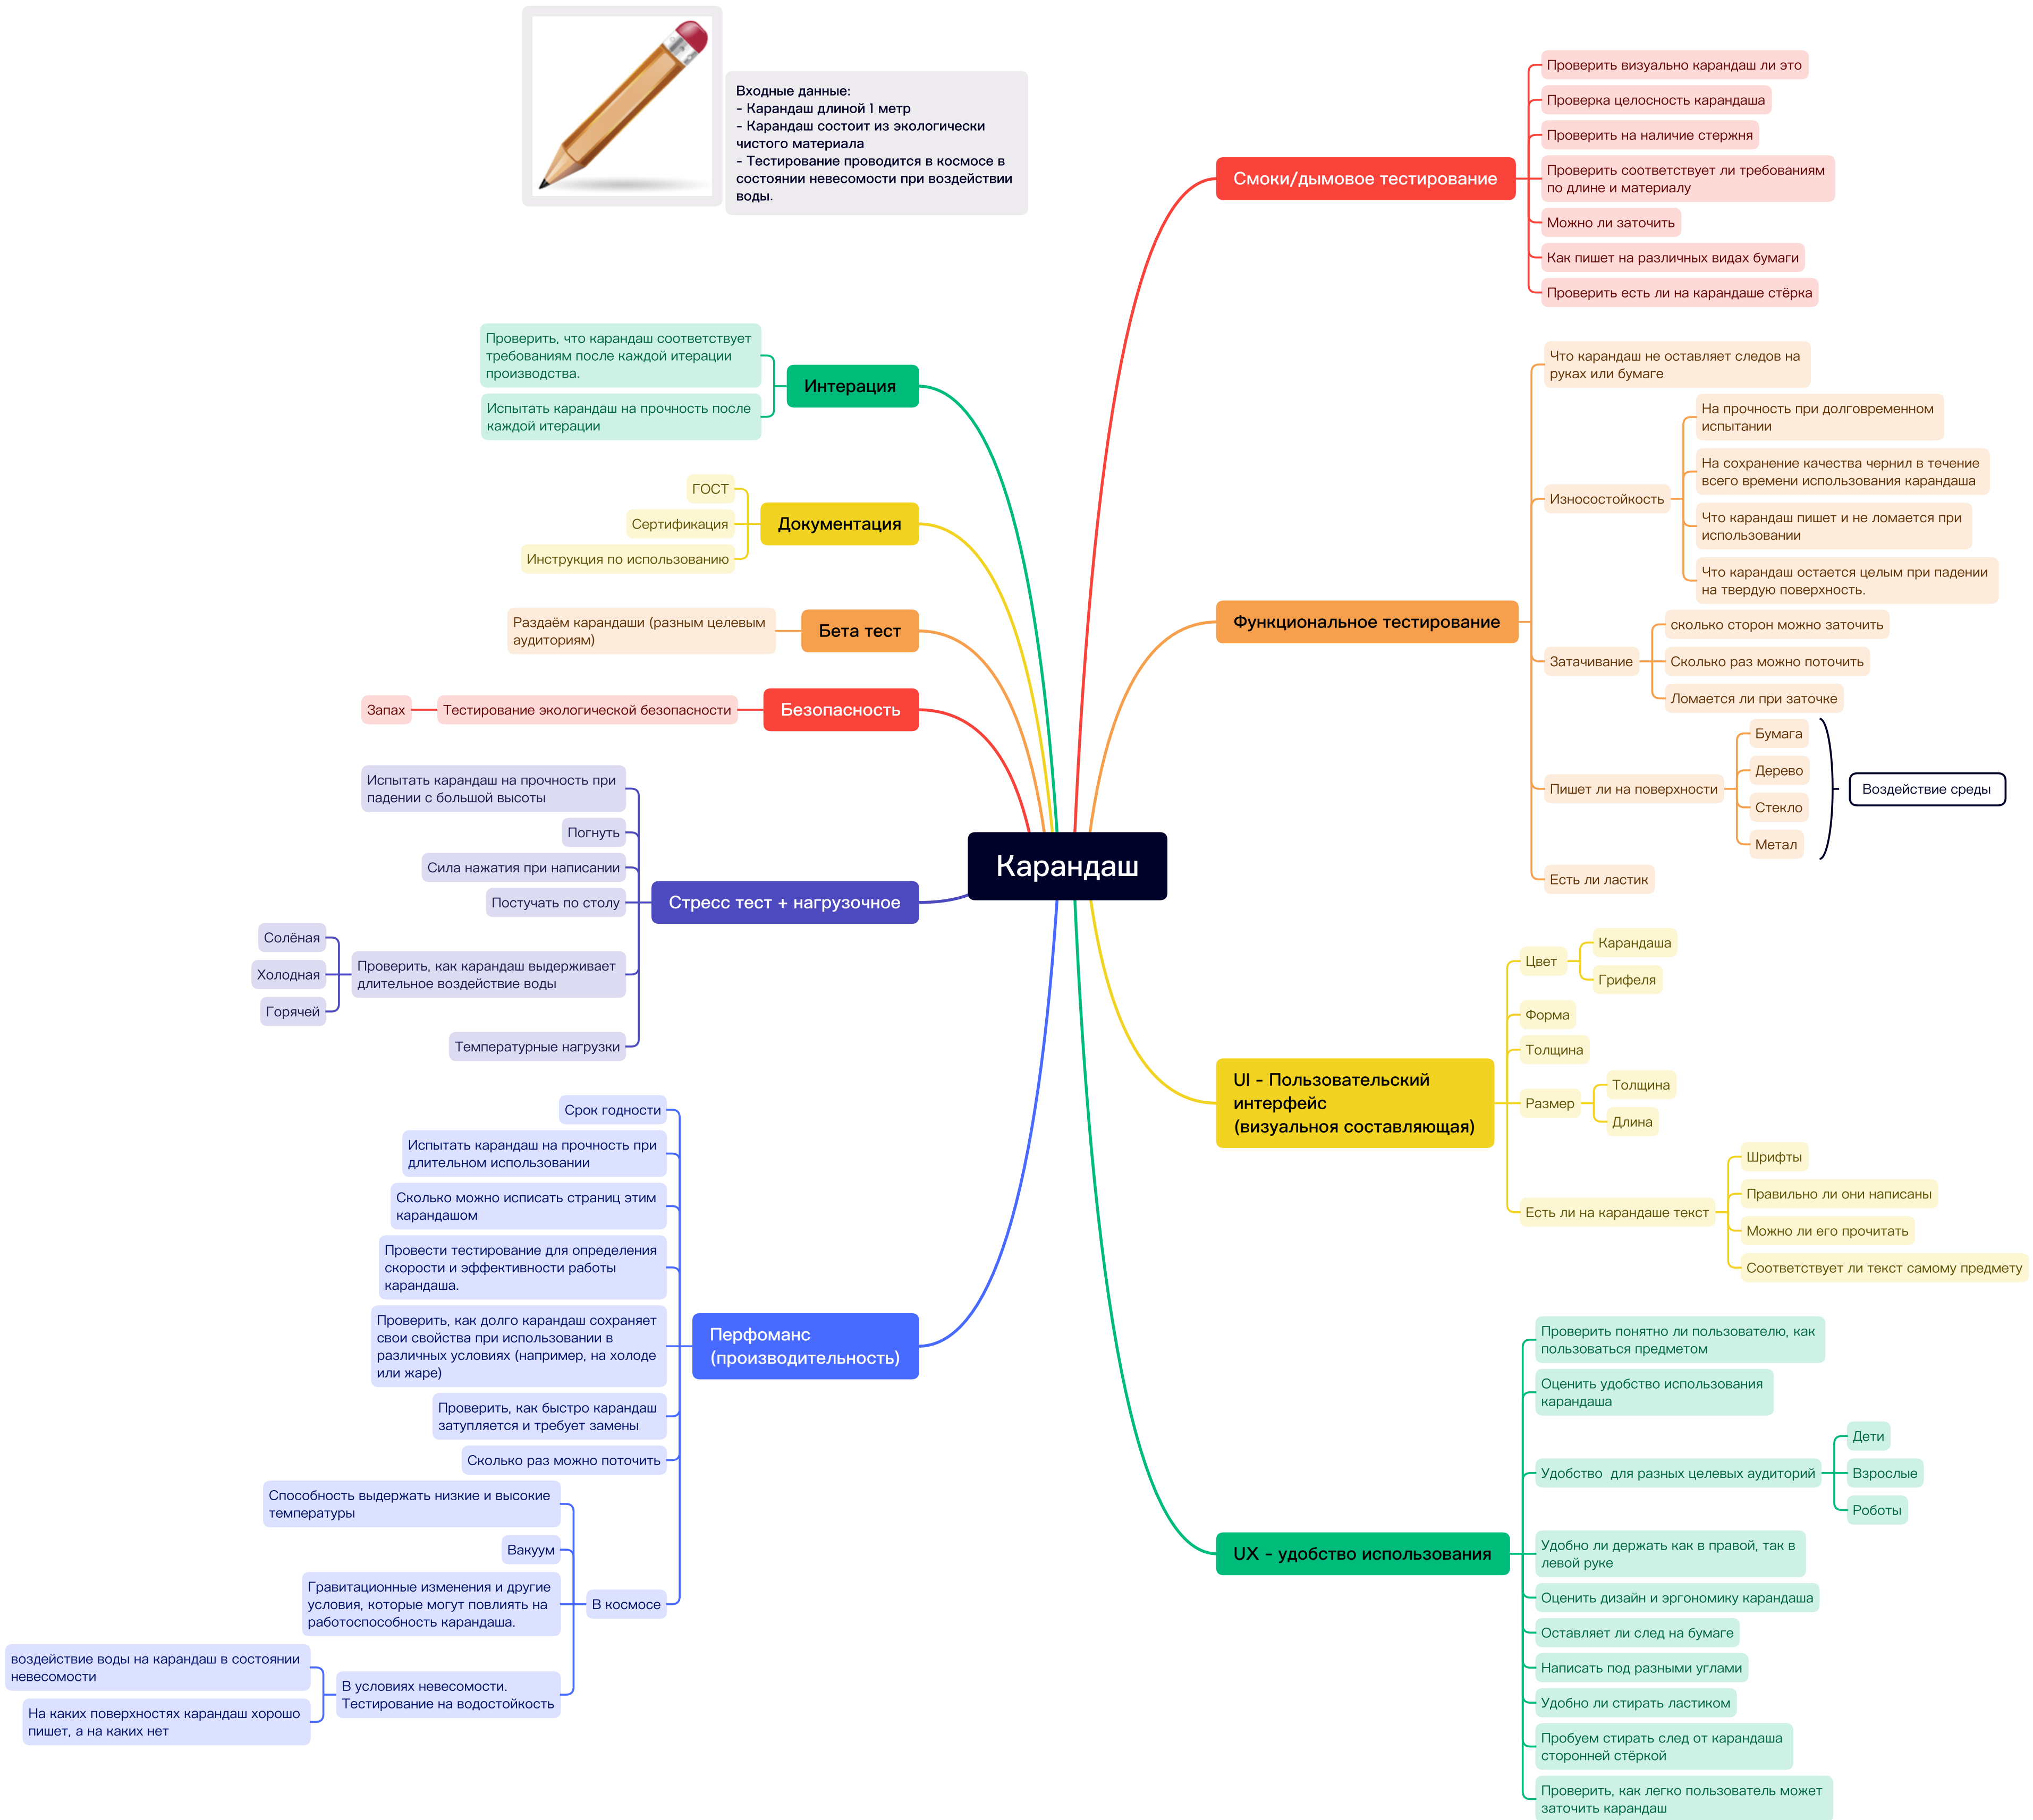 Входные данные:
- Карандаш длиной 1 метр
- Карандаш состоит из экологически
чистого материала
- Тестирование проводится в космосе в
состоянии невесомости при воздействии
воды.
Карандаш
Смоки/дымовое тестирование
Проверить визуально карандаш ли это
Проверка целосность карандаша
Проверить на наличие стержня
Проверить соответствует ли требованиям
по длине и материалу
Можно ли заточить
Как пишет на различных видах бумаги
Проверить есть ли на карандаше стёрка
Функциональное тестирование
Что карандаш не оставляет следов на
руках или бумаге
Износостойкость
На прочность при долговременном
испытании
На сохранение качества чернил в течение
всего времени использования карандаша
Что карандаш пишет и не ломается при
использовании
Что карандаш остается целым при падении
на твердую поверхность.
Затачивание
сколько сторон можно заточить
Сколько раз можно поточить
Ломается ли при заточке
Пишет ли на поверхности
Бумага
Дерево
Стекло
Метал
Воздействие среды
Есть ли ластик
UI - Пользовательский
интерфейс
(визуальноя составляющая)
Цвет
Карандаша
Грифеля
Форма
Толщина
Размер
Толщина
Длина
Есть ли на карандаше текст
Шрифты
Правильно ли они написаны
Можно ли его прочитать
Соответствует ли текст самому предмету
UX - удобство использования
Проверить понятно ли пользователю, как
пользоваться предметом
Оценить удобство использования
карандаша
Удобство  для разных целевых аудиторий
Дети
Взрослые
Роботы
Удобно ли держать как в правой, так в
левой руке
Оценить дизайн и эргономику карандаша
Оставляет ли след на бумаге
Написать под разными углами
Удобно ли стирать ластиком
Пробуем стирать след от карандаша
сторонней стёркой
Проверить, как легко пользователь может
заточить карандаш
Интерация
Проверить, что карандаш соответствует
требованиям после каждой итерации
производства.
Испытать карандаш на прочность после
каждой итерации
Документация
ГОСТ
Сертификация
Инструкция по использованию
Бета тест
Раздаём карандаши (разным целевым
аудиториям)
Безопасность
Тестирование экологической безопасности
Запах
Стресс тест + нагрузочное
Испытать карандаш на прочность при
падении с большой высоты
Погнуть
Сила нажатия при написании
Постучать по столу
Проверить, как карандаш выдерживает
длительное воздействие воды
Солёная
Холодная
Горячей
Температурные нагрузки
Перфоманс
(производительность)
Срок годности
Испытать карандаш на прочность при
длительном использовании
Сколько можно исписать страниц этим
карандашом
Провести тестирование для определения
скорости и эффективности работы
карандаша.
Проверить, как долго карандаш сохраняет
свои свойства при использовании в
различных условиях (например, на холоде
или жаре)
Проверить, как быстро карандаш
затупляется и требует замены
Сколько раз можно поточить
В космосе
Способность выдержать низкие и высокие
температуры
Вакуум
Гравитационные изменения и другие
условия, которые могут повлиять на
работоспособность карандаша.
В условиях невесомости.
Тестирование на водостойкость
воздействие воды на карандаш в состоянии
невесомости
На каких поверхностях карандаш хорошо
пишет, а на каких нет